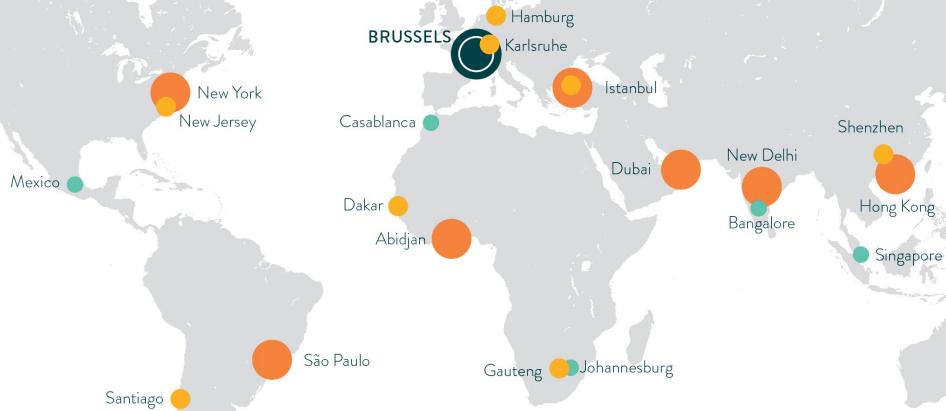 Hamburg
BRUSSELS
Karlsruhe
New York
Istanbul
New Jersey
Casablanca
Shenzhen
New Delhi
Dubai
Mexico
Dakar
Hong Kong
Bangalore
Abidjan
Singapore
São Paulo
Gauteng
Johannesburg
Santiago